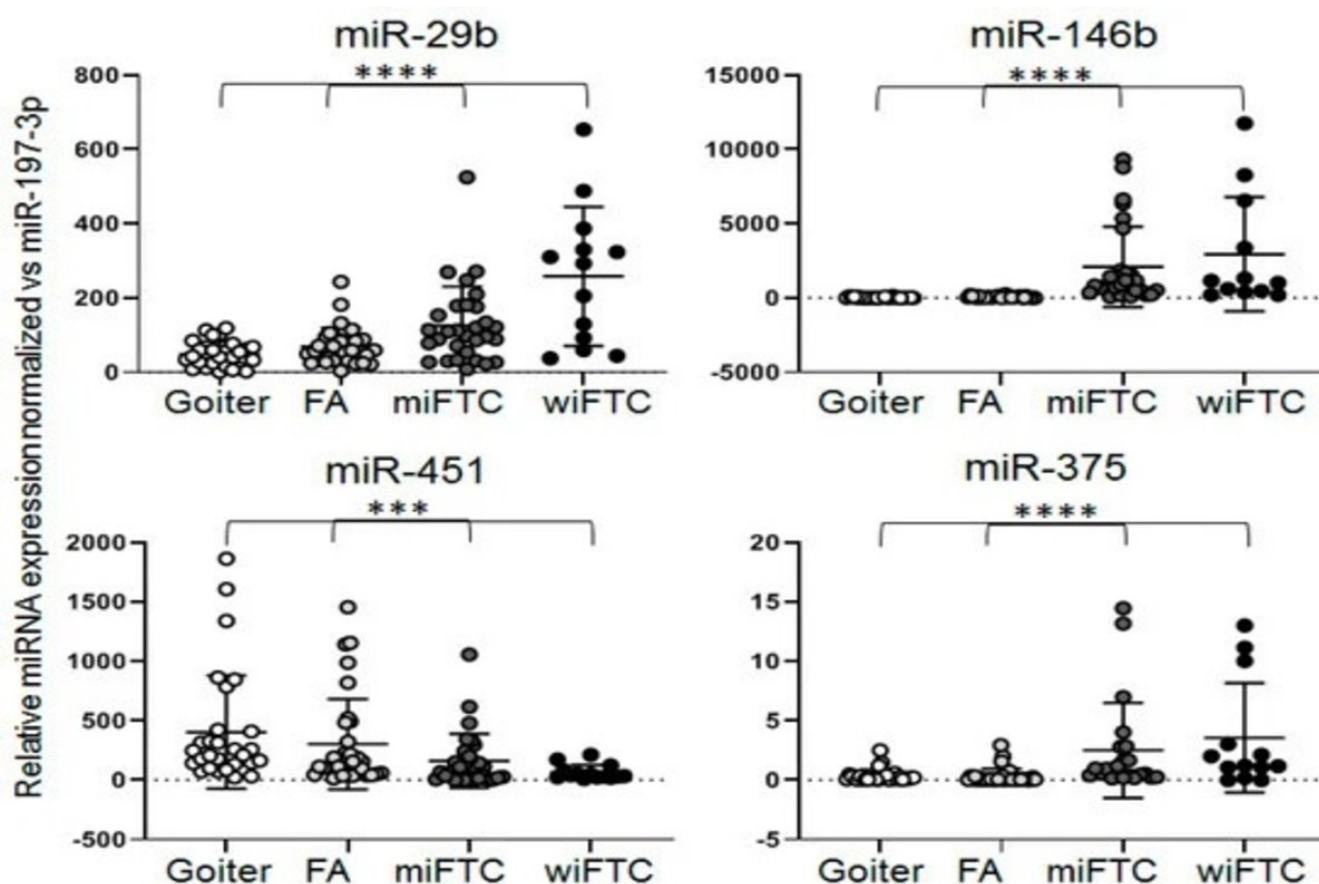 Relative miRNA expression normalized vs miR-197-3p
miR-29b
****
800
600
400
200
0
Goiter FA miFTC wiFTC
miR-146b
****
15000
10000
5000
0
-5000
Goiter FA miFTC wiFTC
miR-451
***
2000
1500
1000
500
0
-500
Goiter FA miFTC wiFTC
miR-375
****
20
15
10
5
0
-5
Goiter FA miFTC wiFTC